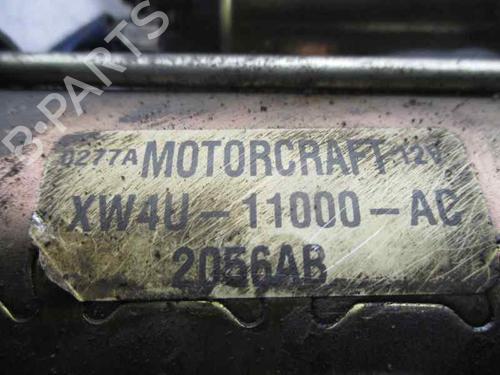 B-PARTS
0277A MOTORCRAFT 12V
XW4U-11000-AC
2056AB